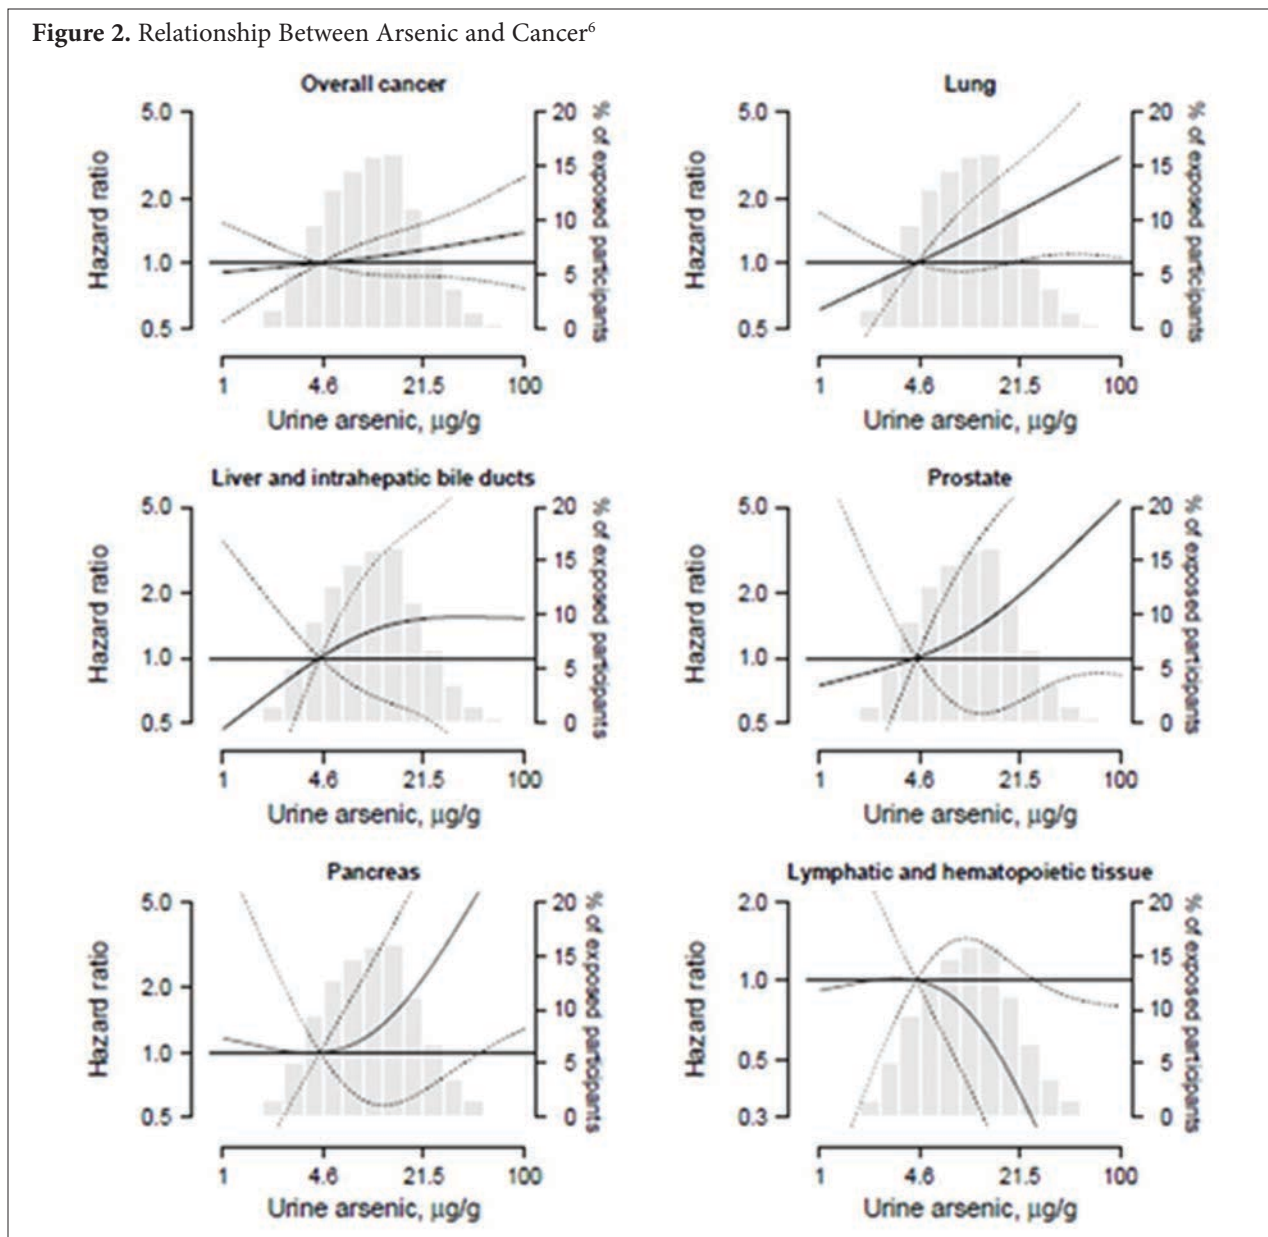 Figure 2. Relationship Between Arsenic and Cancer⁶
Overall cancer
5.0
2.0
1.0
0.5
Hazard ratio
20
15
10
5
0
% of exposed participants
1 4.6 21.5 100
Urine arsenic, μg/g
Lung
5.0
2.0
1.0
0.5
Hazard ratio
20
15
10
5
0
% of exposed participants
1 4.6 21.5 100
Urine arsenic, μg/g
Liver and intrahepatic bile ducts
5.0
2.0
1.0
0.5
Hazard ratio
20
15
10
5
0
% of exposed participants
1 4.6 21.5 100
Urine arsenic, μg/g
Prostate
5.0
2.0
1.0
0.5
Hazard ratio
20
15
10
5
0
% of exposed participants
1 4.6 21.5 100
Urine arsenic, μg/g
Pancreas
5.0
2.0
1.0
0.5
Hazard ratio
20
15
10
5
0
% of exposed participants
1 4.6 21.5 100
Urine arsenic, μg/g
Lymphatic and hematopoietic tissue
2.0
1.0
0.5
0.3
Hazard ratio
20
15
10
5
0
% of exposed participants
1 4.6 21.5 100
Urine arsenic, μg/g